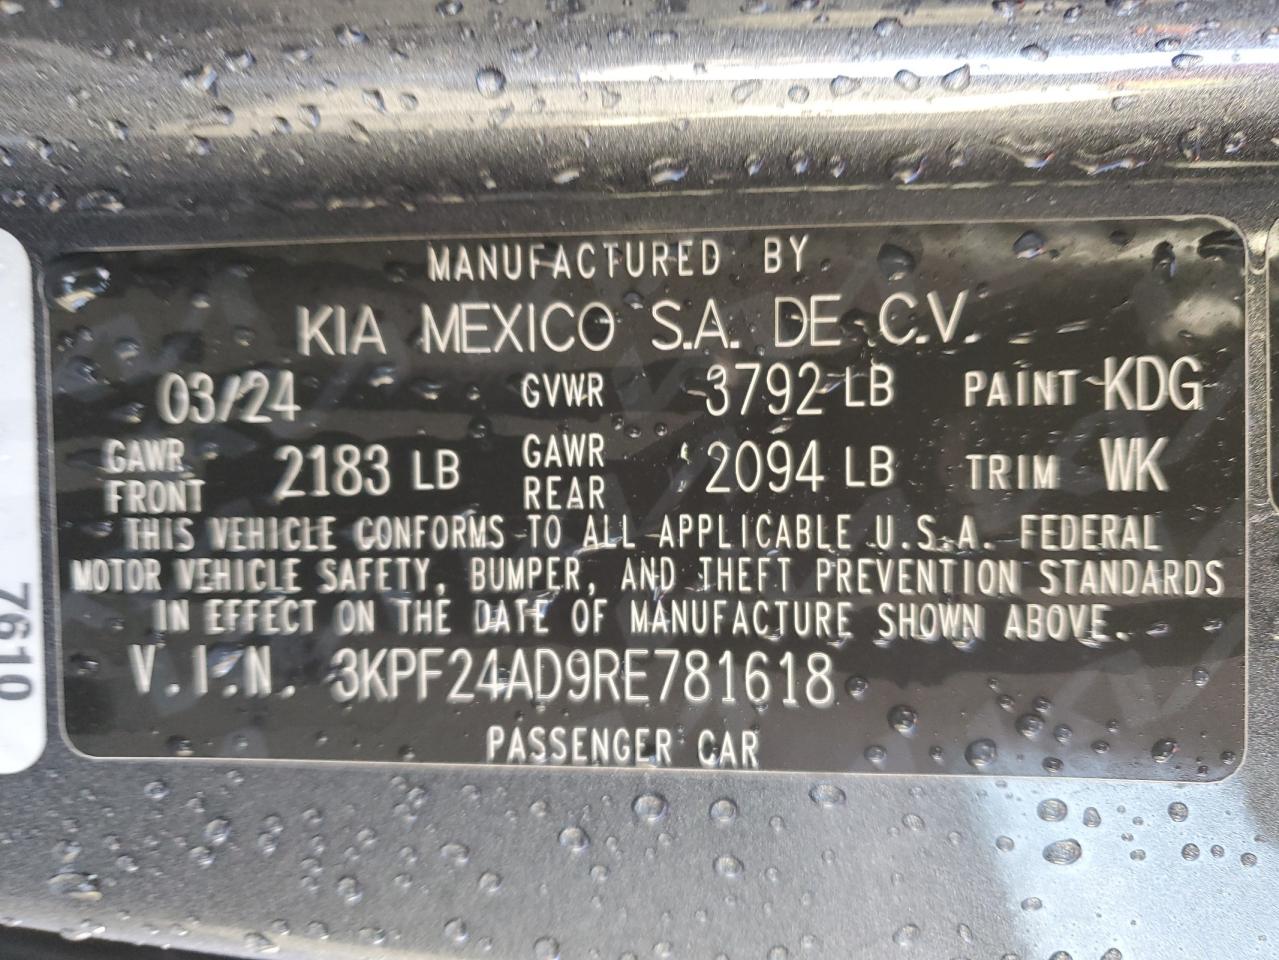 MANUFACTURED BY
KIA MEXICO S.A. DE C.V.
03/24 GVWR 3792 LB PAINT KDG
GAWR FRONT 2183 LB GAWR REAR 2094 LB TRIM WK
THIS VEHICLE CONFORMS TO ALL APPLICABLE U.S.A. FEDERAL
MOTOR VEHICLE SAFETY, BUMPER, AND THEFT PREVENTION STANDARDS
IN EFFECT ON THE DATE OF MANUFACTURE SHOWN ABOVE.
V.I.N. 3KPF24AD9RE781618
PASSENGER CAR
7610